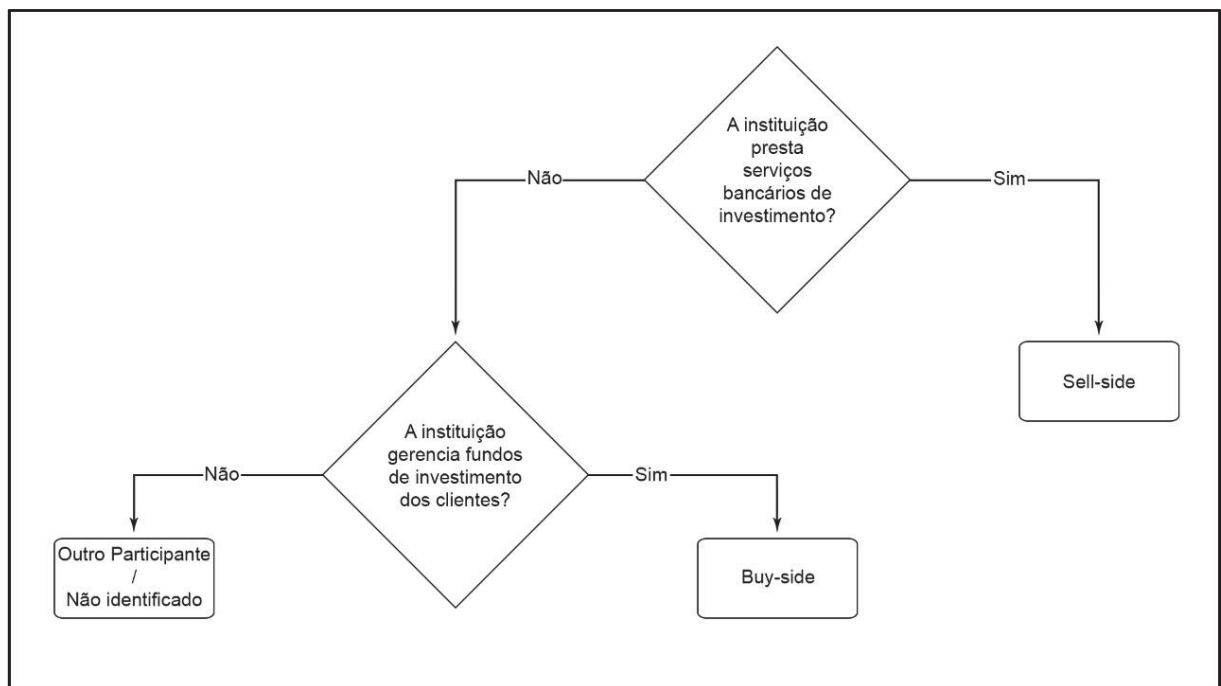 A instituição
presta
serviços
bancários de
investimento?
Não
Sim
Sell-side
A instituição
gerencia fundos
de investimento
dos clientes?
Não
Sim
Outro Participante
/
Não identificado
Buy-side